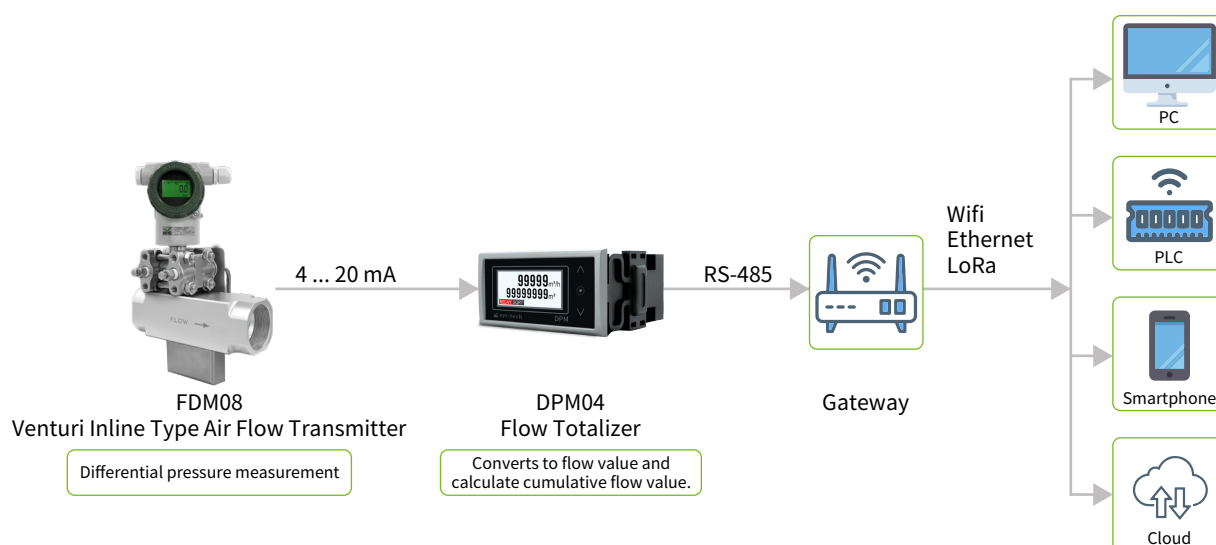 PC
Wifi
Ethernet
LoRa
PLC
4 ... 20 mA
RS-485
99999 m³/h
99999999 m³
DPM
FLOW
FDM08
Venturi Inline Type Air Flow Transmitter
Differential pressure measurement
DPM04
Flow Totalizer
Converts to flow value and
calculate cumulative flow value.
Gateway
Smartphone
Cloud